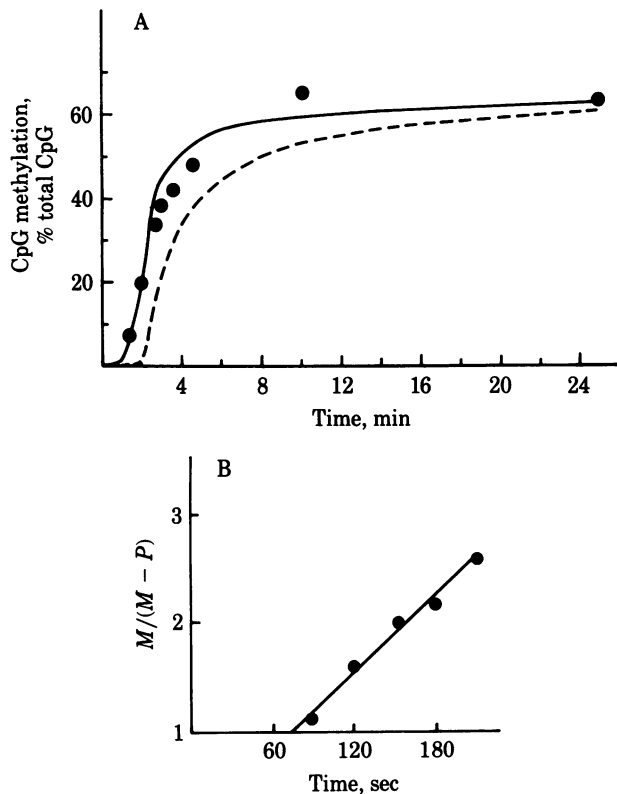 A
CpG methylation,
% total CpG
60
40
20
4 8 12 16 20 24
Time, min
B
M/(M − P)
3
2
1
60 120 180
Time, sec